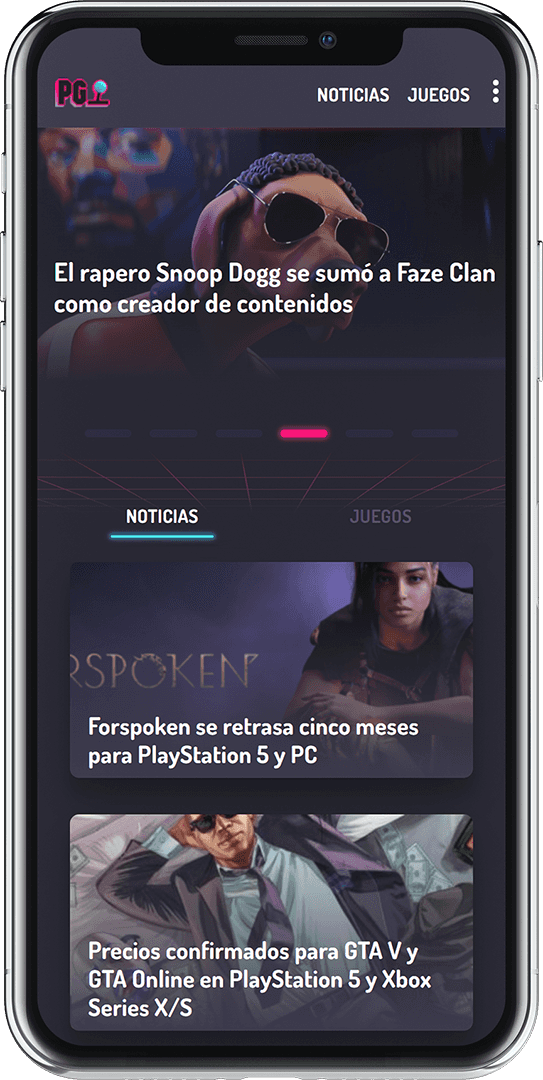 PG
NOTICIAS JUEGOS
El rapero Snoop Dogg se sumó a Faze Clan
como creador de contenidos
NOTICIAS JUEGOS
RSPOKEN
Forspoken se retrasa cinco meses
para PlayStation 5 y PC
Precios confirmados para GTA V y
GTA Online en PlayStation 5 y Xbox
Series X/S